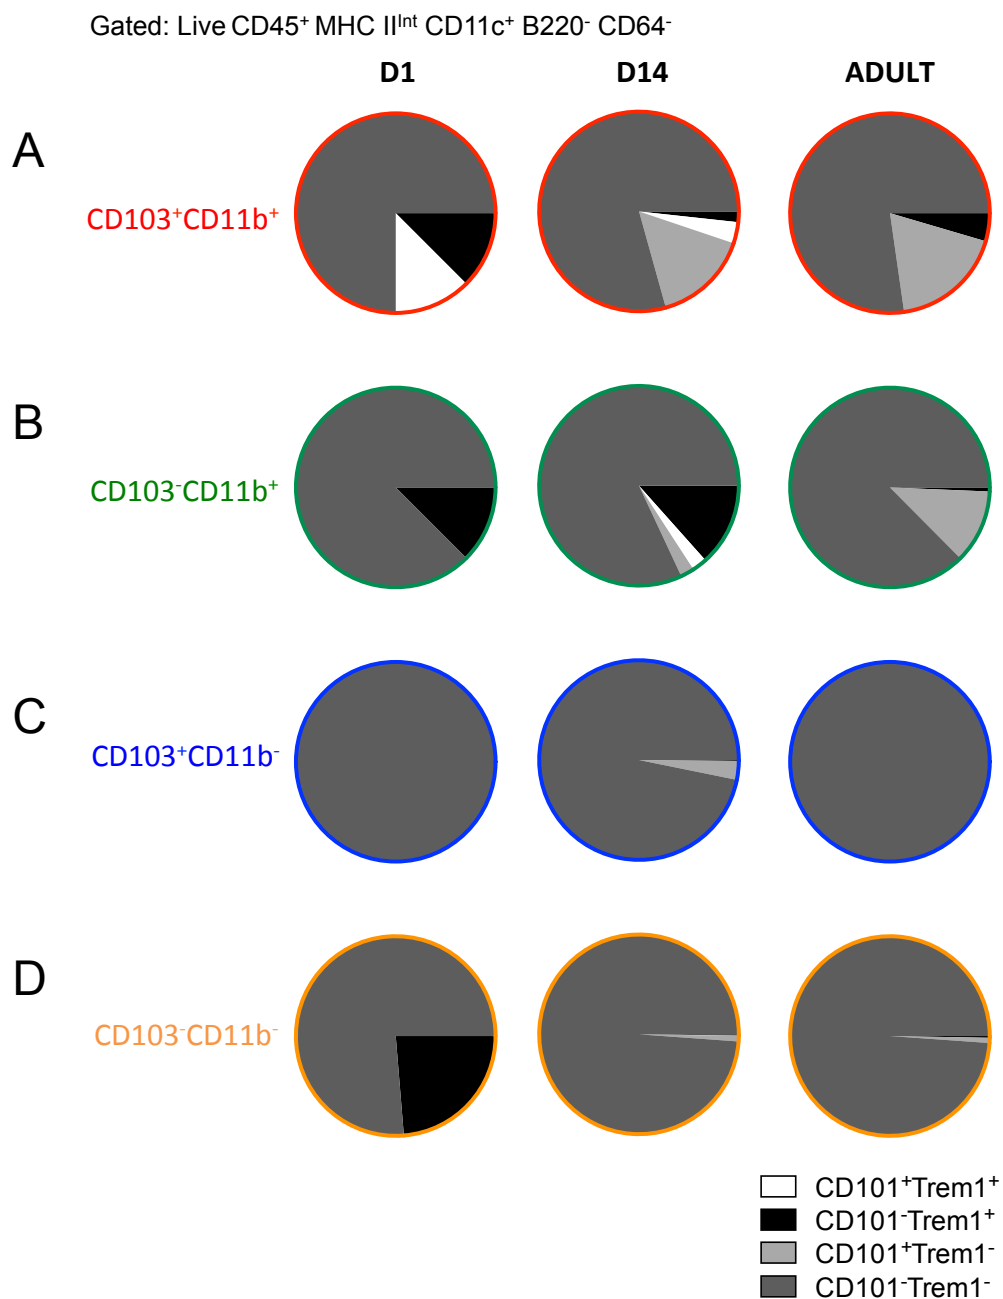 Gated: Live CD45⁺ MHC IIᴵⁿᵗ CD11c⁺ B220⁻ CD64⁻
D1 D14 ADULT
A
CD103⁺CD11b⁺
B
CD103⁻CD11b⁺
C
CD103⁺CD11b⁻
D
CD103⁻CD11b⁻
CD101⁺Trem1⁺
CD101⁻Trem1⁺
CD101⁺Trem1⁻
CD101⁻Trem1⁻